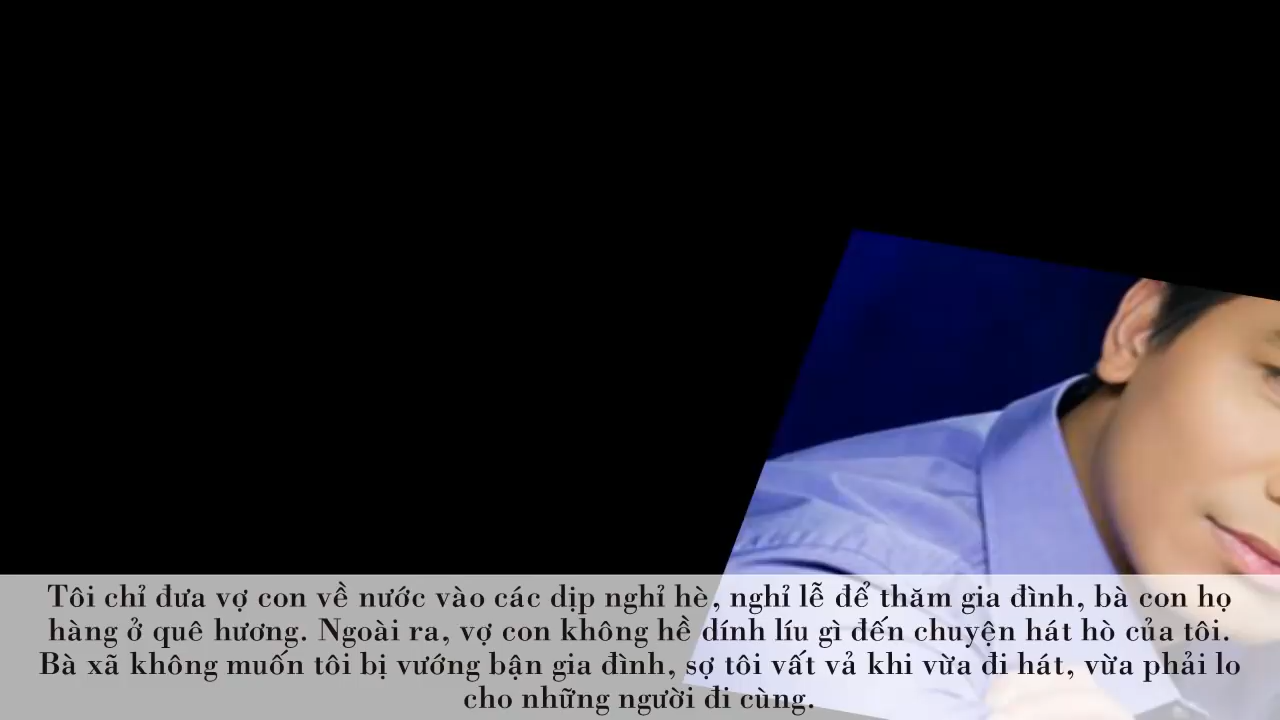 Tôi chỉ đưa vợ con về nước vào các dịp nghỉ hè, nghỉ lễ để thăm gia đình, bà con họ
hàng ở quê hương. Ngoài ra, vợ con không hề dính líu gì đến chuyện hát hò của tôi.
Bà xã không muốn tôi bị vướng bận gia đình, sợ tôi vất vả khi vừa đi hát, vừa phải lo
cho những người đi cùng.